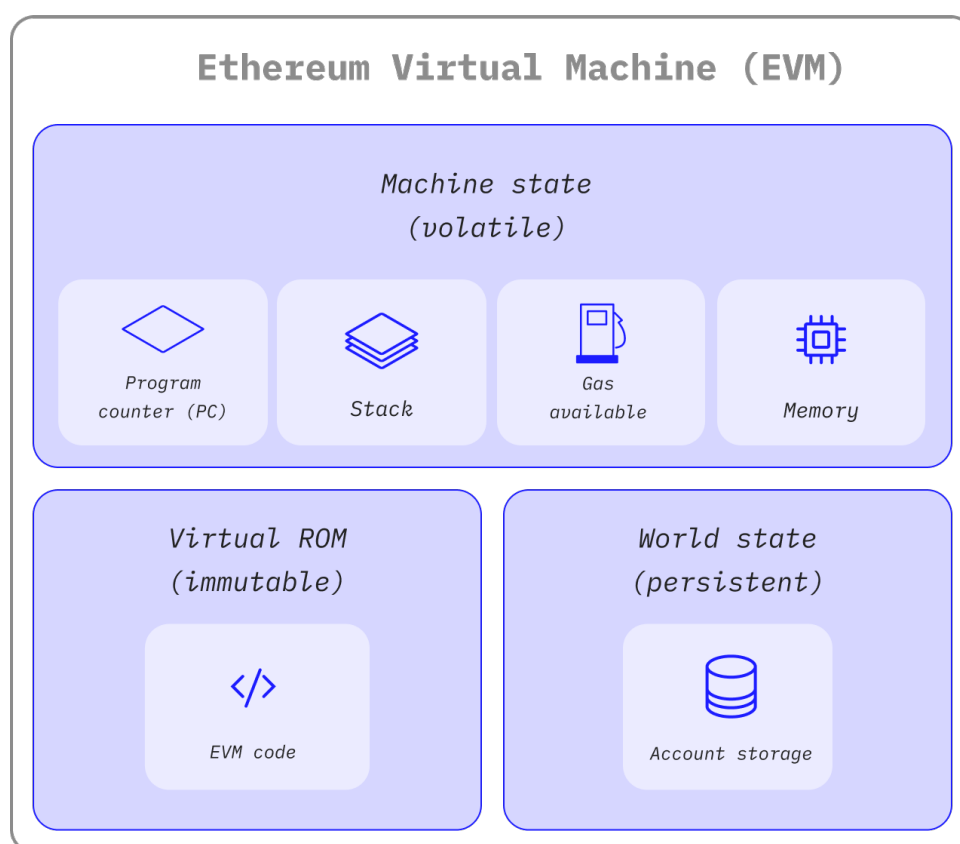 Ethereum Virtual Machine (EVM)
Machine state
(volatile)
Program
counter (PC)
Stack
Gas
available
Memory
Virtual ROM
(immutable)
EVM code
World state
(persistent)
Account storage